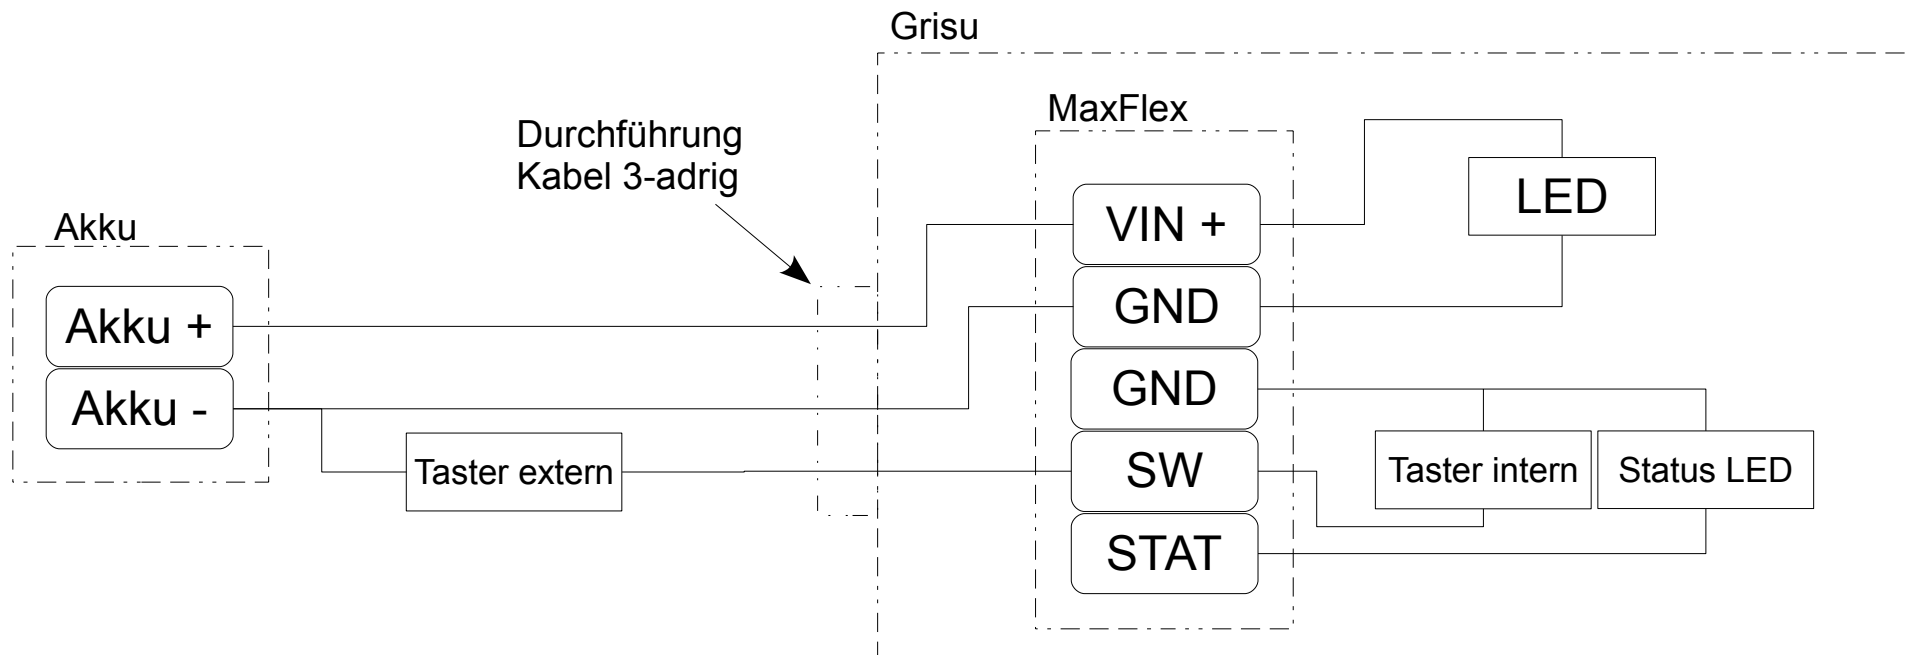 Grisu
MaxFlex
Durchführung
Kabel 3-adrig
LED
VIN +
Akku
GND
Akku +
GND
Akku -
Taster extern
SW
Taster intern
Status LED
STAT